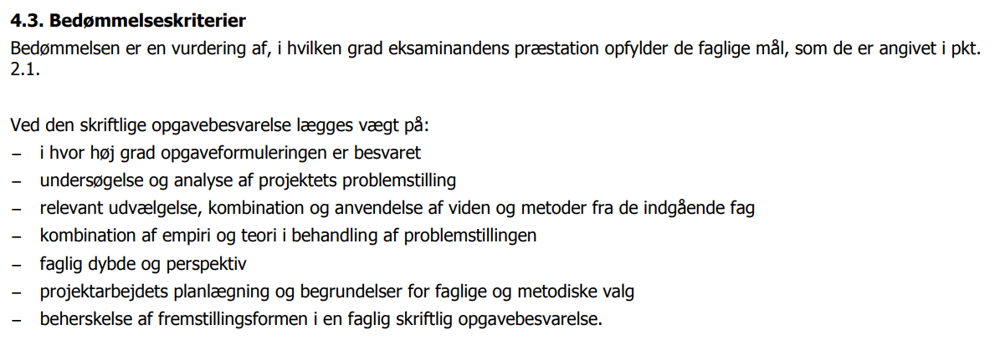 4.3. Bedømmelseskriterier
Bedømmelsen er en vurdering af, i hvilken grad eksaminandens præstation opfylder de faglige mål, som de er angivet i pkt.
2.1.
Ved den skriftlige opgavebesvarelse lægges vægt på:
– i hvor høj grad opgaveformuleringen er besvaret
– undersøgelse og analyse af projektets problemstilling
– relevant udvælgelse, kombination og anvendelse af viden og metoder fra de indgående fag
– kombination af empiri og teori i behandling af problemstillingen
– faglig dybde og perspektiv
– projektarbejdets planlægning og begrundelser for faglige og metodiske valg
– beherskelse af fremstillingsformen i en faglig skriftlig opgavebesvarelse.